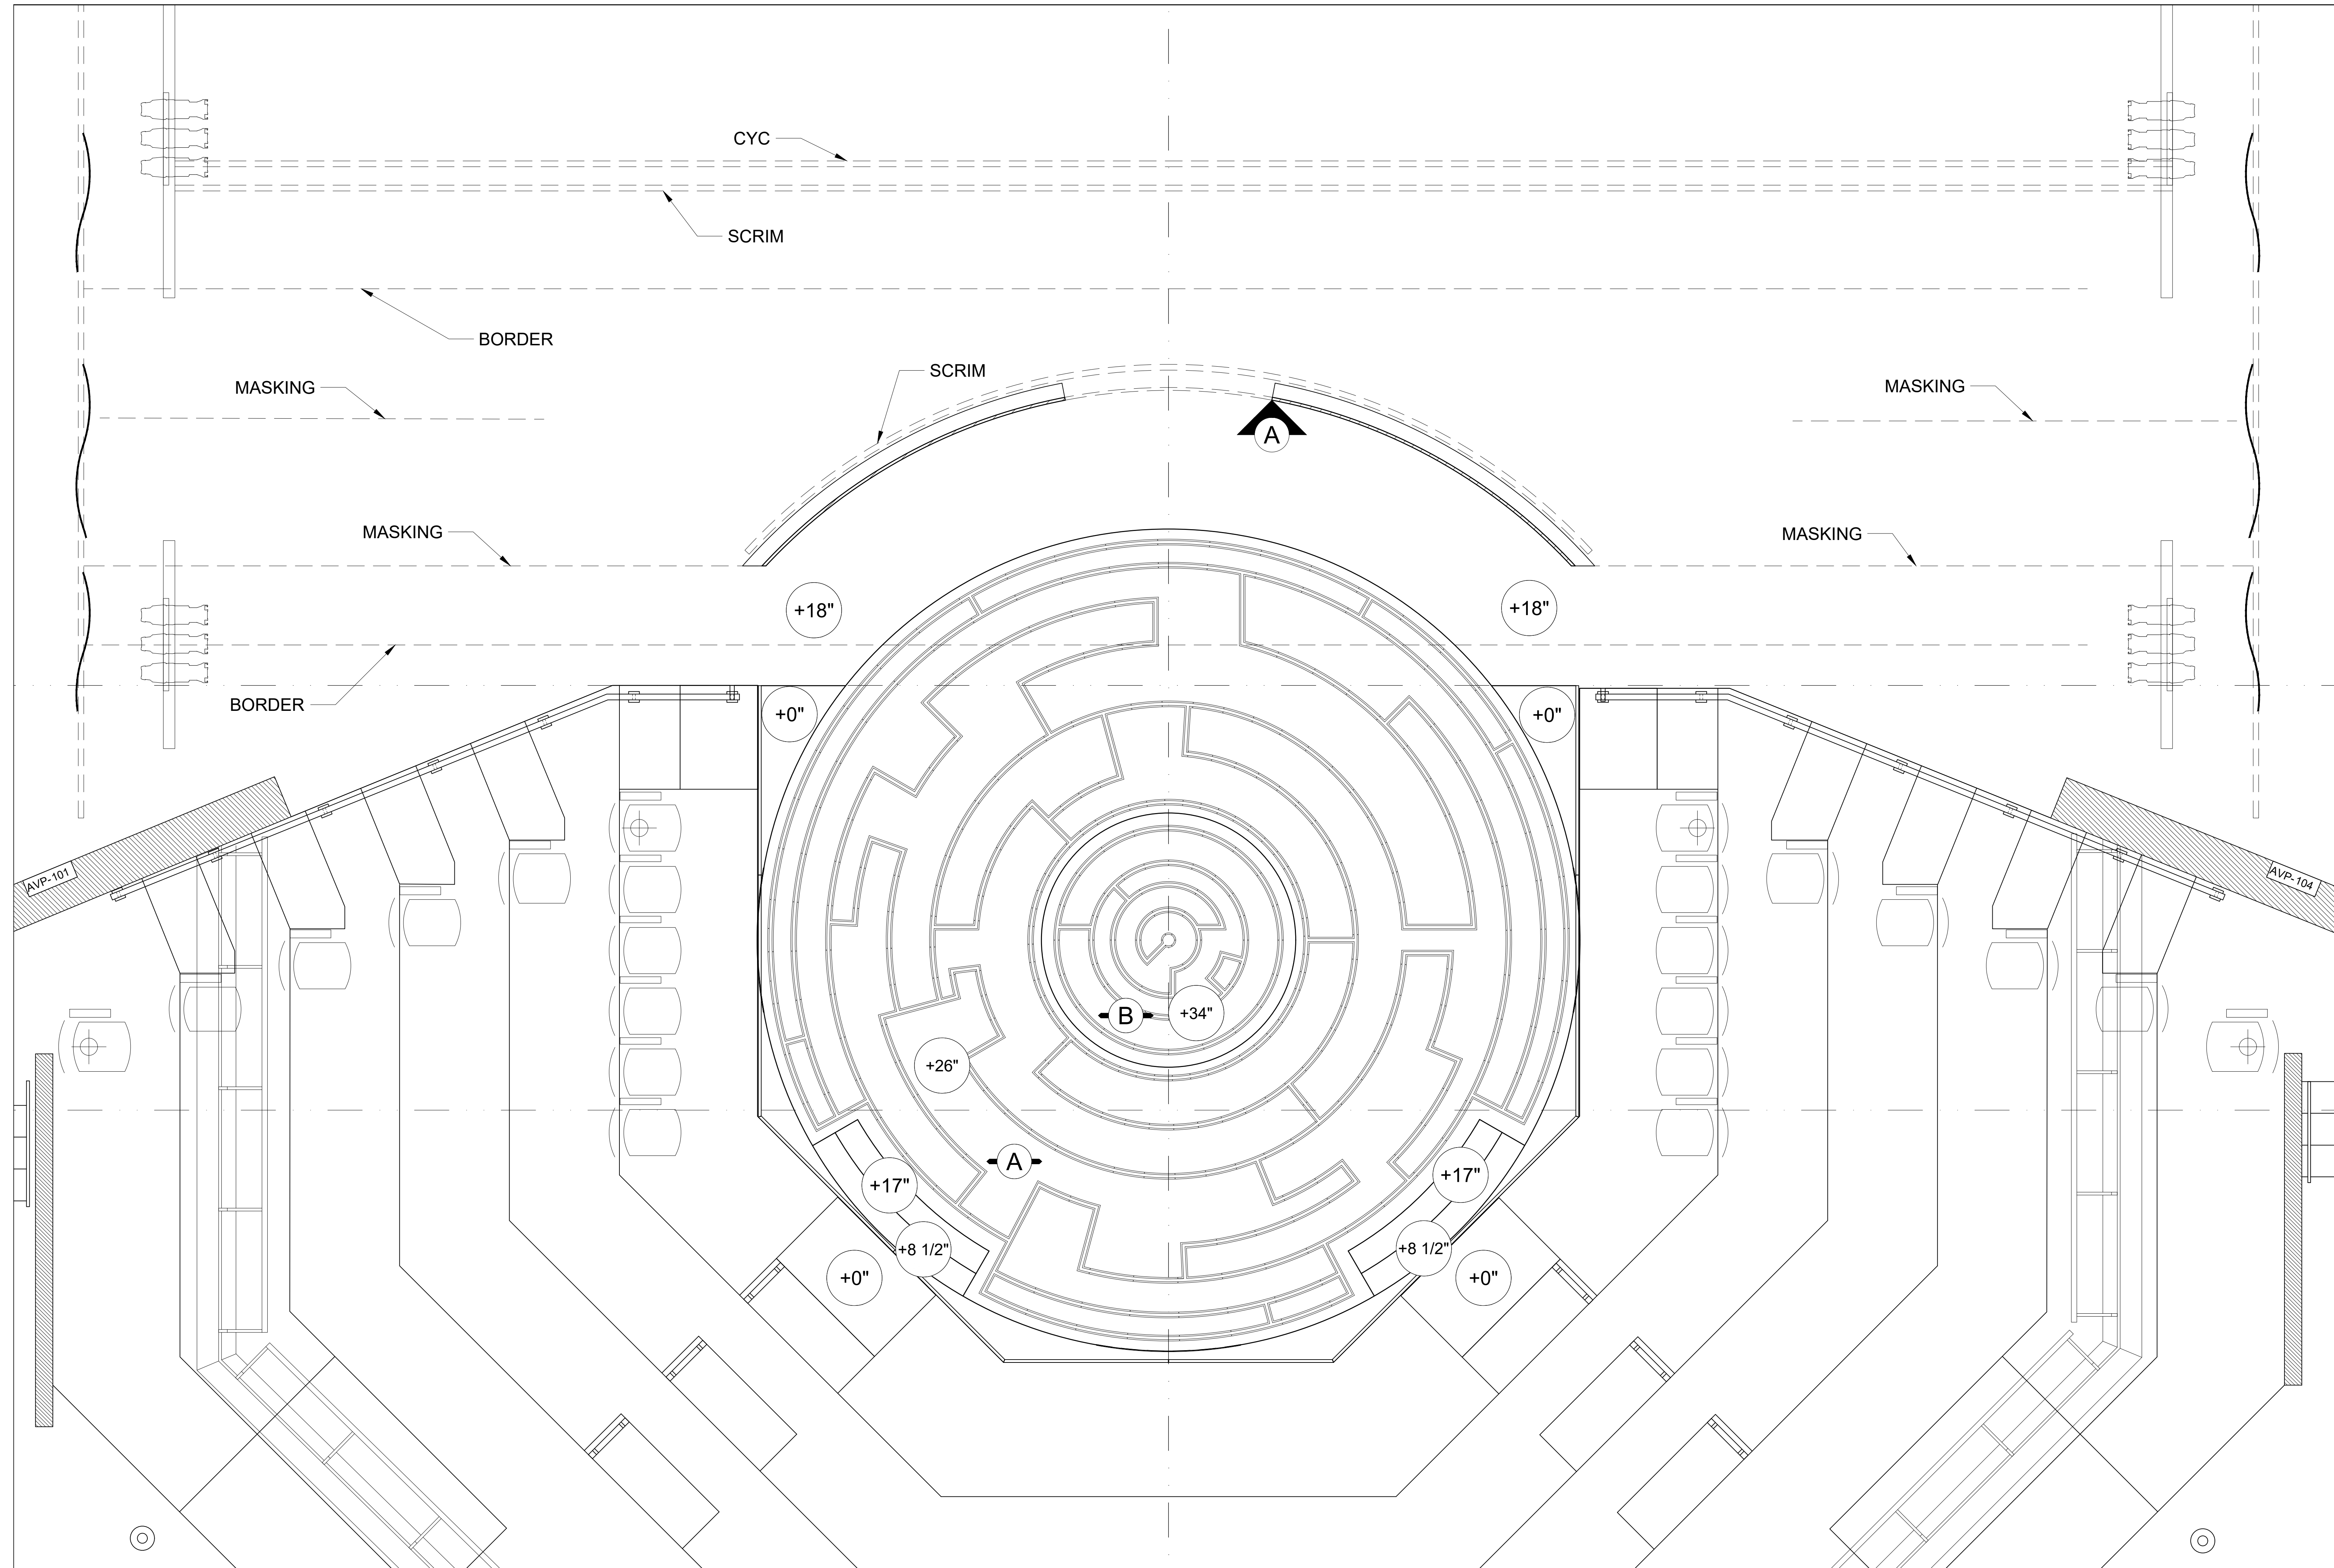 CYC
SCRIM
BORDER
SCRIM
MASKING
MASKING
A
MASKING
MASKING
+18"
+18"
BORDER
+0"
+0"
AVP-101
AVP-104
B
+34"
+26"
A
+17"
+17"
+8 1/2"
+8 1/2"
+0"
+0"